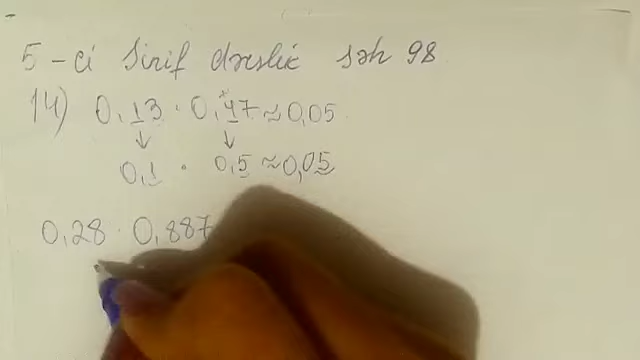 5-ci sinif dərslik səh 98
14) 0,13 · 0,47 ≈ 0,05
0,1 · 0,5 ≈ 0,05
0,28 · 0,887